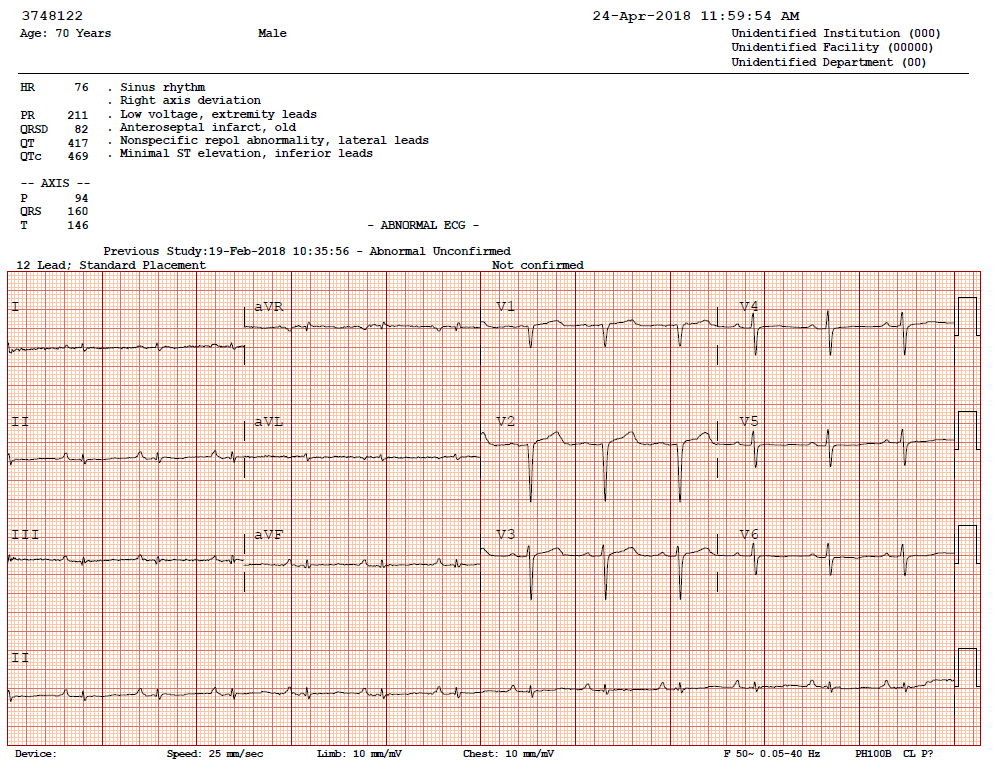 3748122 24-Apr-2018 11:59:54 AM
Age: 70 Years Male Unidentified Institution (000)
Unidentified Facility (00000)
Unidentified Department (00)
HR 76 . Sinus rhythm
. Right axis deviation
PR 211 . Low voltage, extremity leads
QRSD 82 . Anteroseptal infarct, old
QT 417 . Nonspecific repol abnormality, lateral leads
QTc 469 . Minimal ST elevation, inferior leads
-- AXIS --
P 94
QRS 160
T 146 - ABNORMAL ECG -
Previous Study:19-Feb-2018 10:35:56 - Abnormal Unconfirmed
12 Lead; Standard Placement Not confirmed
I aVR V1 V4
II aVL V2 V5
III aVF V3 V6
II
Device: Speed: 25 mm/sec Limb: 10 mm/mV Chest: 10 mm/mV F 50~ 0.05-40 Hz PH100B CL P?